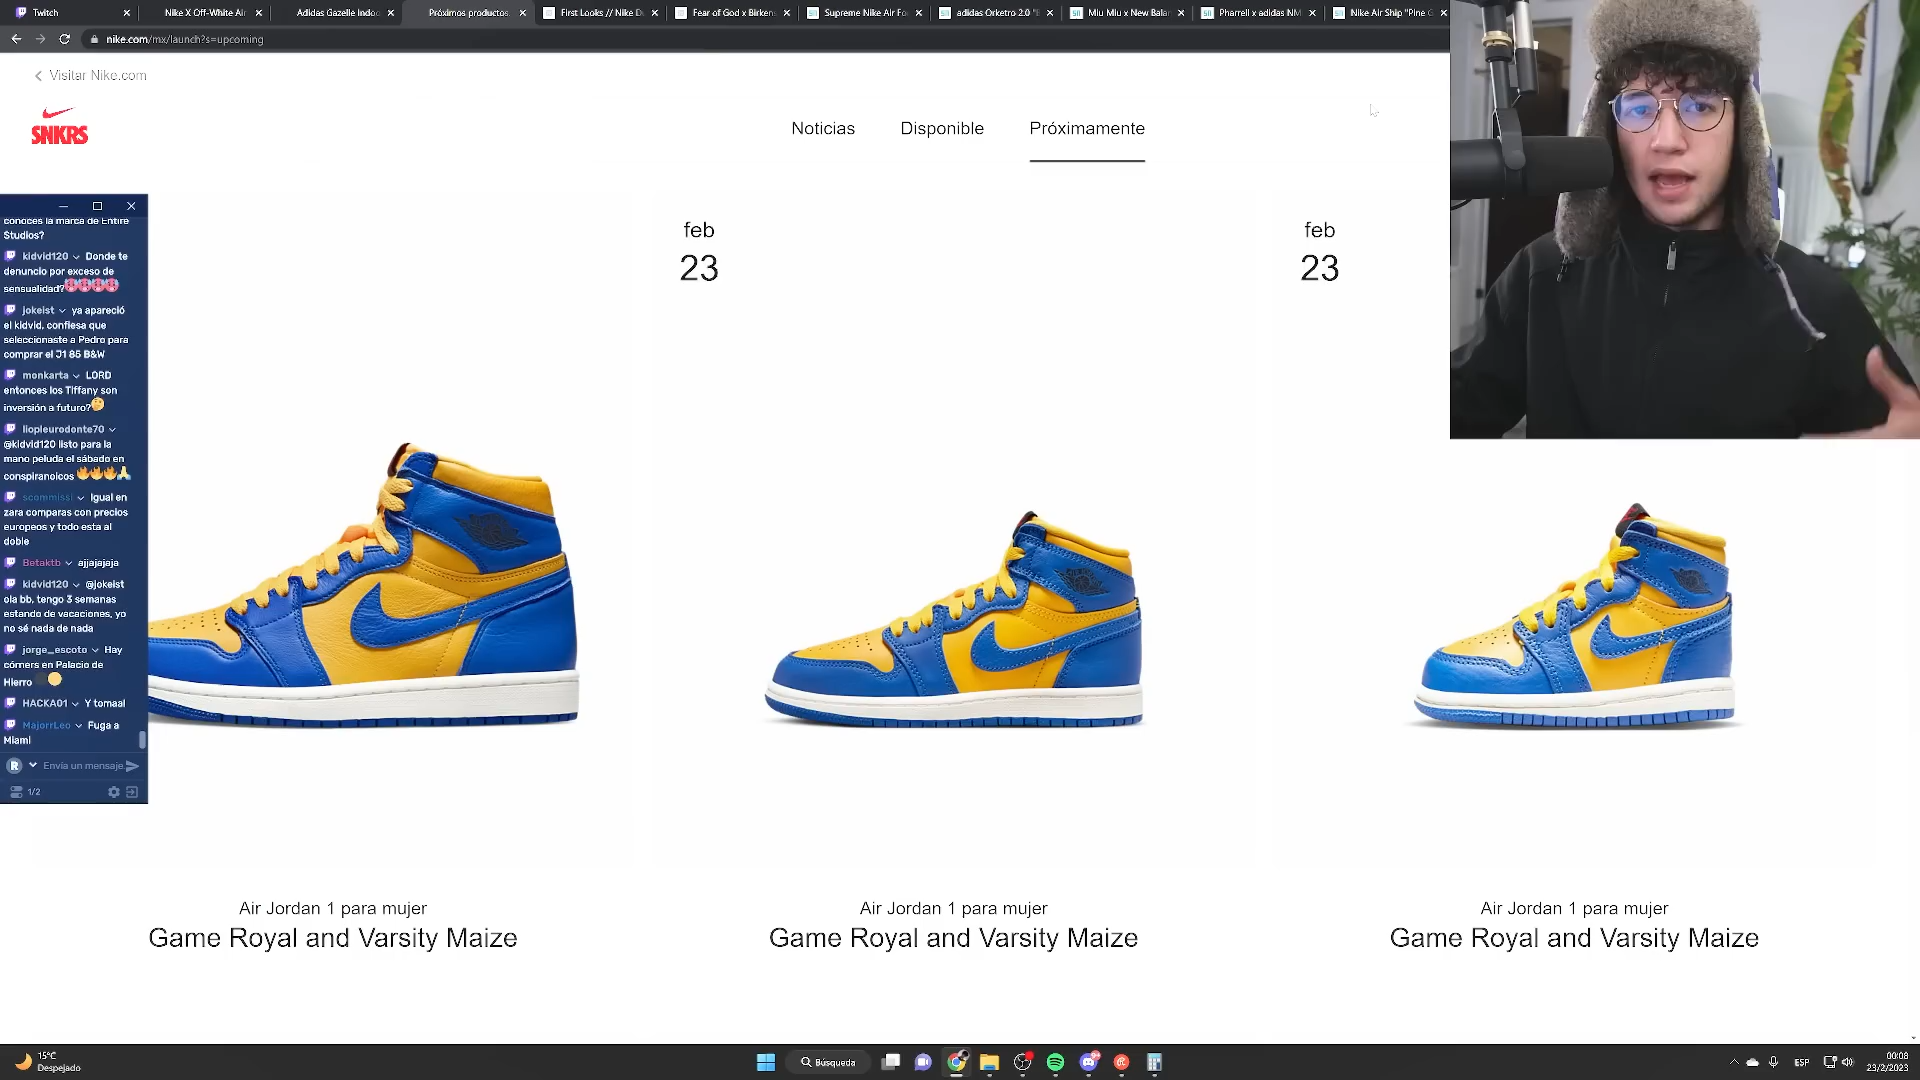 Twitch
Nike X Off-White Air
Adidas Gazelle Indoo
Próximos productos.
First Looks // Nike D
Fear of God x Birkens
Supreme Nike Air Fo
adidas Orketro 2.0 "
Miu Miu x New Bala
Pharrell x adidas NM
Nike Air Ship "Pine G
nike.com/mx/launch?s=upcoming
Visitar Nike.com
SNKRS
Noticias
Disponible
Próximamente
conoces la marca de Entire
Studios?
kidvid120 Donde te
denuncio por exceso de
sensualidad?
jokeist ya apareció
el kidvid, confiesa que
seleccionaste a Pedro para
comprar el J1 85 B&W
monkarta LORD
entonces los Tiffany son
inversión a futuro?
liopleurodonte70
@kidvid120 listo para la
mano peluda el sábado en
conspiranoicos
scommissi Igual en
zara comparas con precios
europeos y todo esta al
doble
Betaktb ajjajajaja
kidvid120 @jokeist
ola bb, tengo 3 semanas
estando de vacaciones, yo
no sé nada de nada
jorge_escoto Hay
córners en Palacio de
Hierro
HACKA01 Y tomaal
MajorrLeo Fuga a
Miami
R
Envía un mensaje
1/2
feb
23
feb
23
Air Jordan 1 para mujer
Game Royal and Varsity Maize
Air Jordan 1 para mujer
Game Royal and Varsity Maize
Air Jordan 1 para mujer
Game Royal and Varsity Maize
15°C
Despejado
Búsqueda
ESP
00:08
23/2/2023